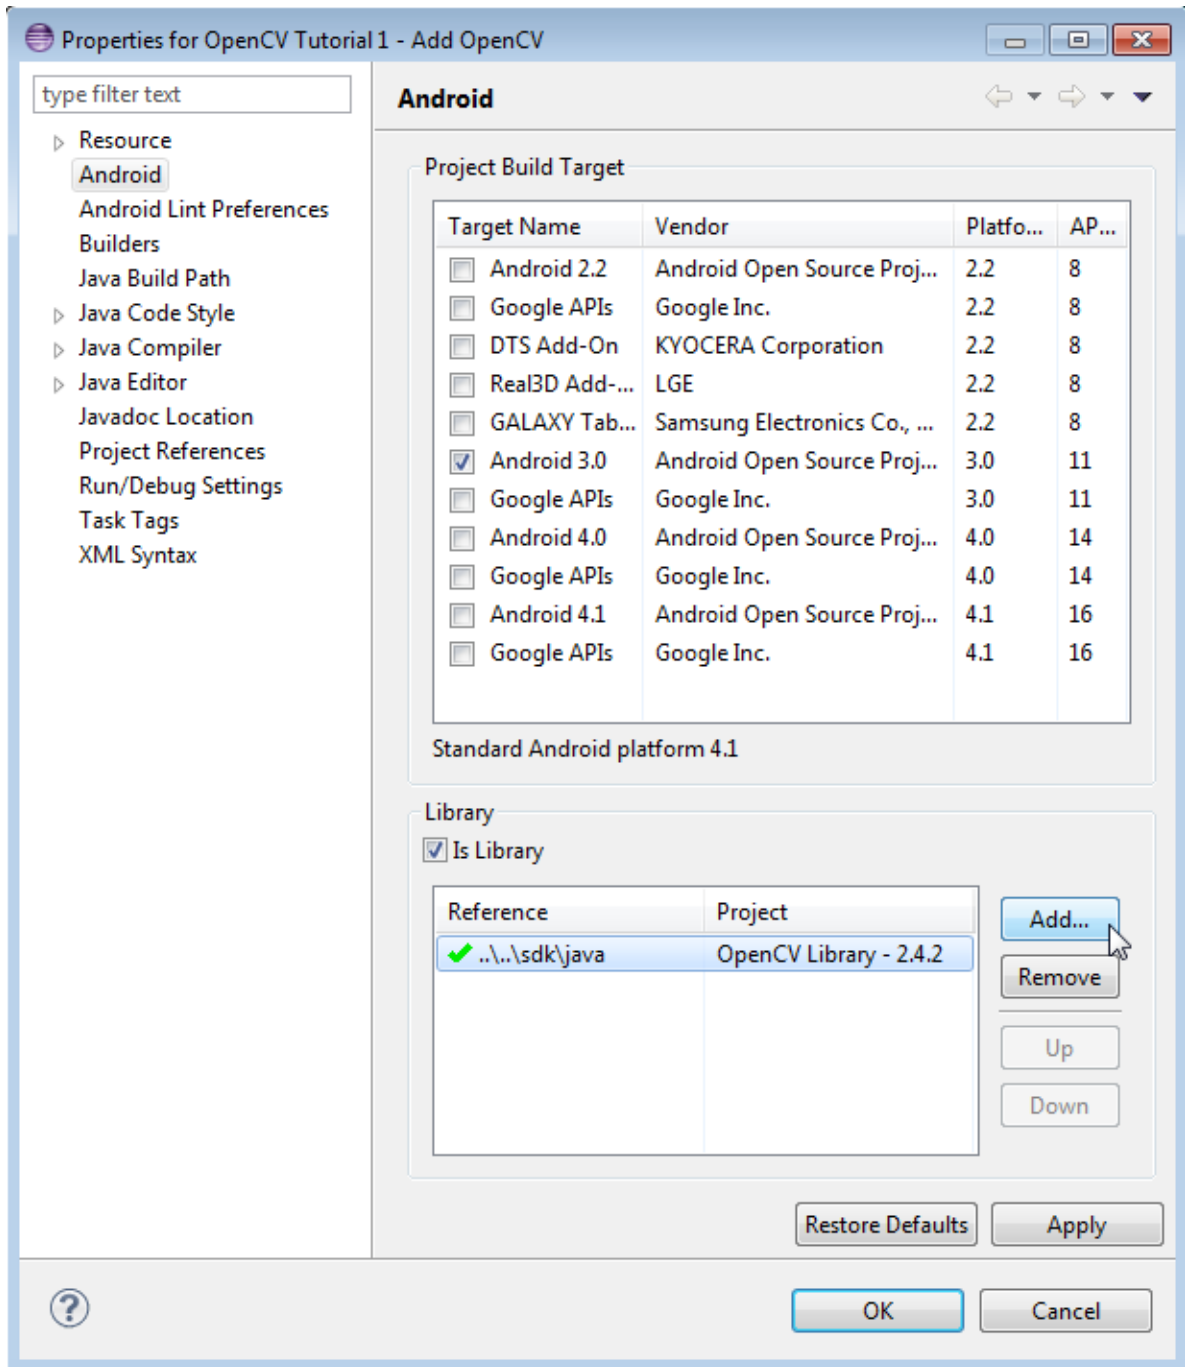 Properties for OpenCV Tutorial 1 - Add OpenCV
type filter text
Resource
Android
Android Lint Preferences
Builders
Java Build Path
Java Code Style
Java Compiler
Java Editor
Javadoc Location
Project References
Run/Debug Settings
Task Tags
XML Syntax
Android
Project Build Target
Target Name Vendor Platfo... AP...
Android 2.2 Android Open Source Proj... 2.2 8
Google APIs Google Inc. 2.2 8
DTS Add-On KYOCERA Corporation 2.2 8
Real3D Add-... LGE 2.2 8
GALAXY Tab... Samsung Electronics Co., ... 2.2 8
Android 3.0 Android Open Source Proj... 3.0 11
Google APIs Google Inc. 3.0 11
Android 4.0 Android Open Source Proj... 4.0 14
Google APIs Google Inc. 4.0 14
Android 4.1 Android Open Source Proj... 4.1 16
Google APIs Google Inc. 4.1 16
Standard Android platform 4.1
Library
Is Library
Reference Project
..\..\sdk\java OpenCV Library - 2.4.2
Add...
Remove
Up
Down
Restore Defaults Apply
? OK Cancel